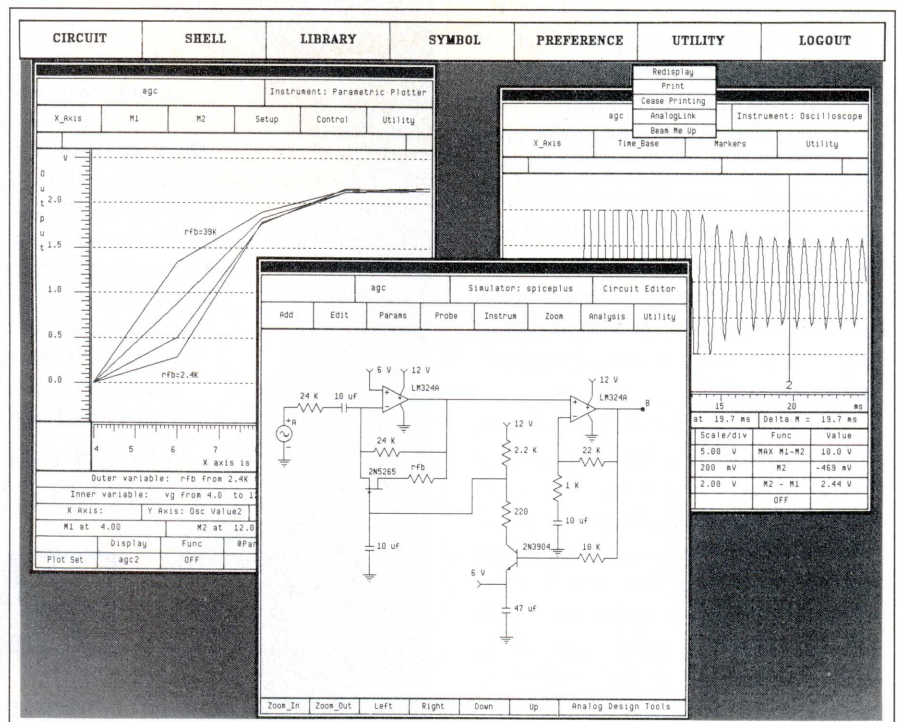 CIRCUIT SHELL LIBRARY SYMBOL PREFERENCE UTILITY LOGOUT
Redisplay
Print
Cease Printing
AnalogLink
Beam Me Up
agc Instrument: Parametric Plotter
X_Axis M1 M2 Setup Control Utility
V
Output
2.0
1.5
1.0
0.5
0.0
rfb=39K
rfb=2.4K
4 5 6 7 8
X axis is
Outer variable: rfb from 2.4K
Inner variable: vg from 4.0 to
X Axis: Y Axis: Osc Value2
M1 at 4.00 M2 at 12.0
Display Func
Plot Set agc2 OFF
agc Instrument: Oscilloscope
X_Axis Time_Base Markers Utility
2
15 20 ms
at 19.7 ms Delta M = 19.7 ms
Scale/div Func Value
5.00 V MAX M1-M2 10.0 V
200 mV M2 -469 mV
2.00 V M2 - M1 2.44 V
OFF
agc Simulator: spiceplus Circuit Editor
Add Edit Params Probe Instrum Zoom Analysis Utility
6 V 12 V
LM324A
12 V
LM324A
24 K 10 uf
A
B
12 V
24 K
2.2 K
22 K
2N5265 rfb
1 K
220
10 uf
10 uf
2N3904 10 K
6 V
47 uf
Zoom_In Zoom_Out Left Right Down Up Analog Design Tools